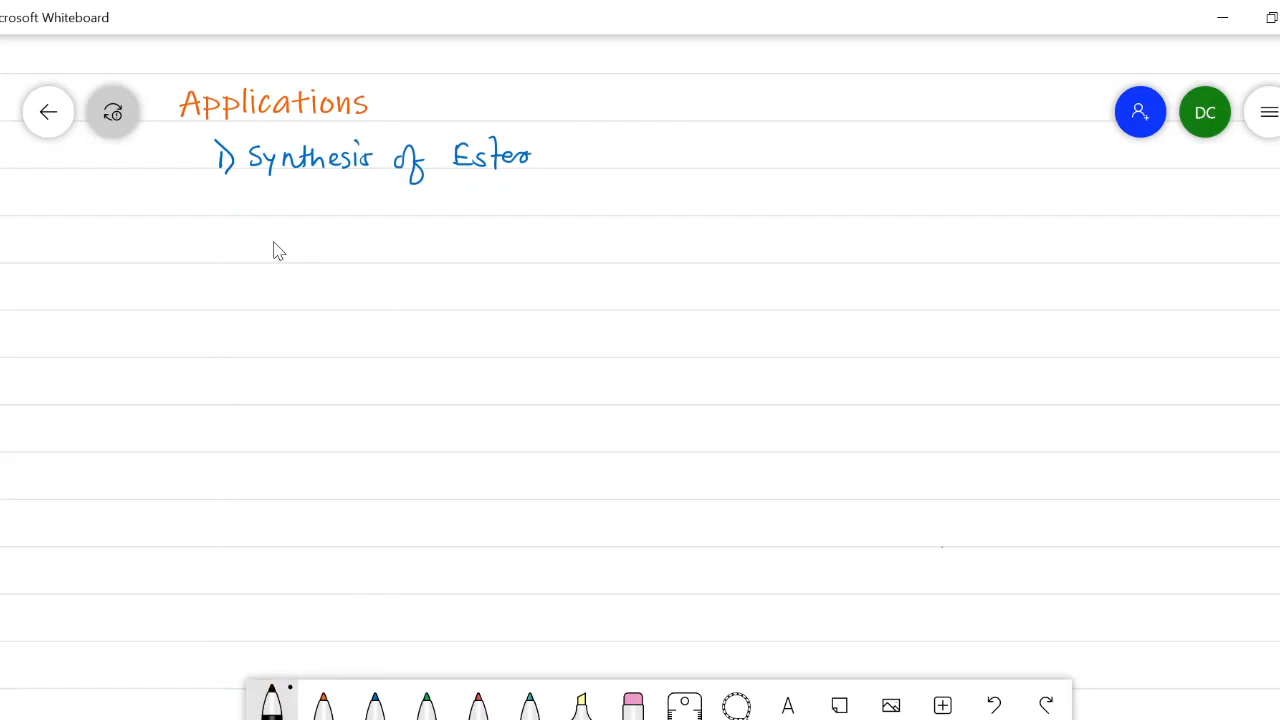 crosoft Whiteboard
Applications
DC
1) Synthesis of Ester
A